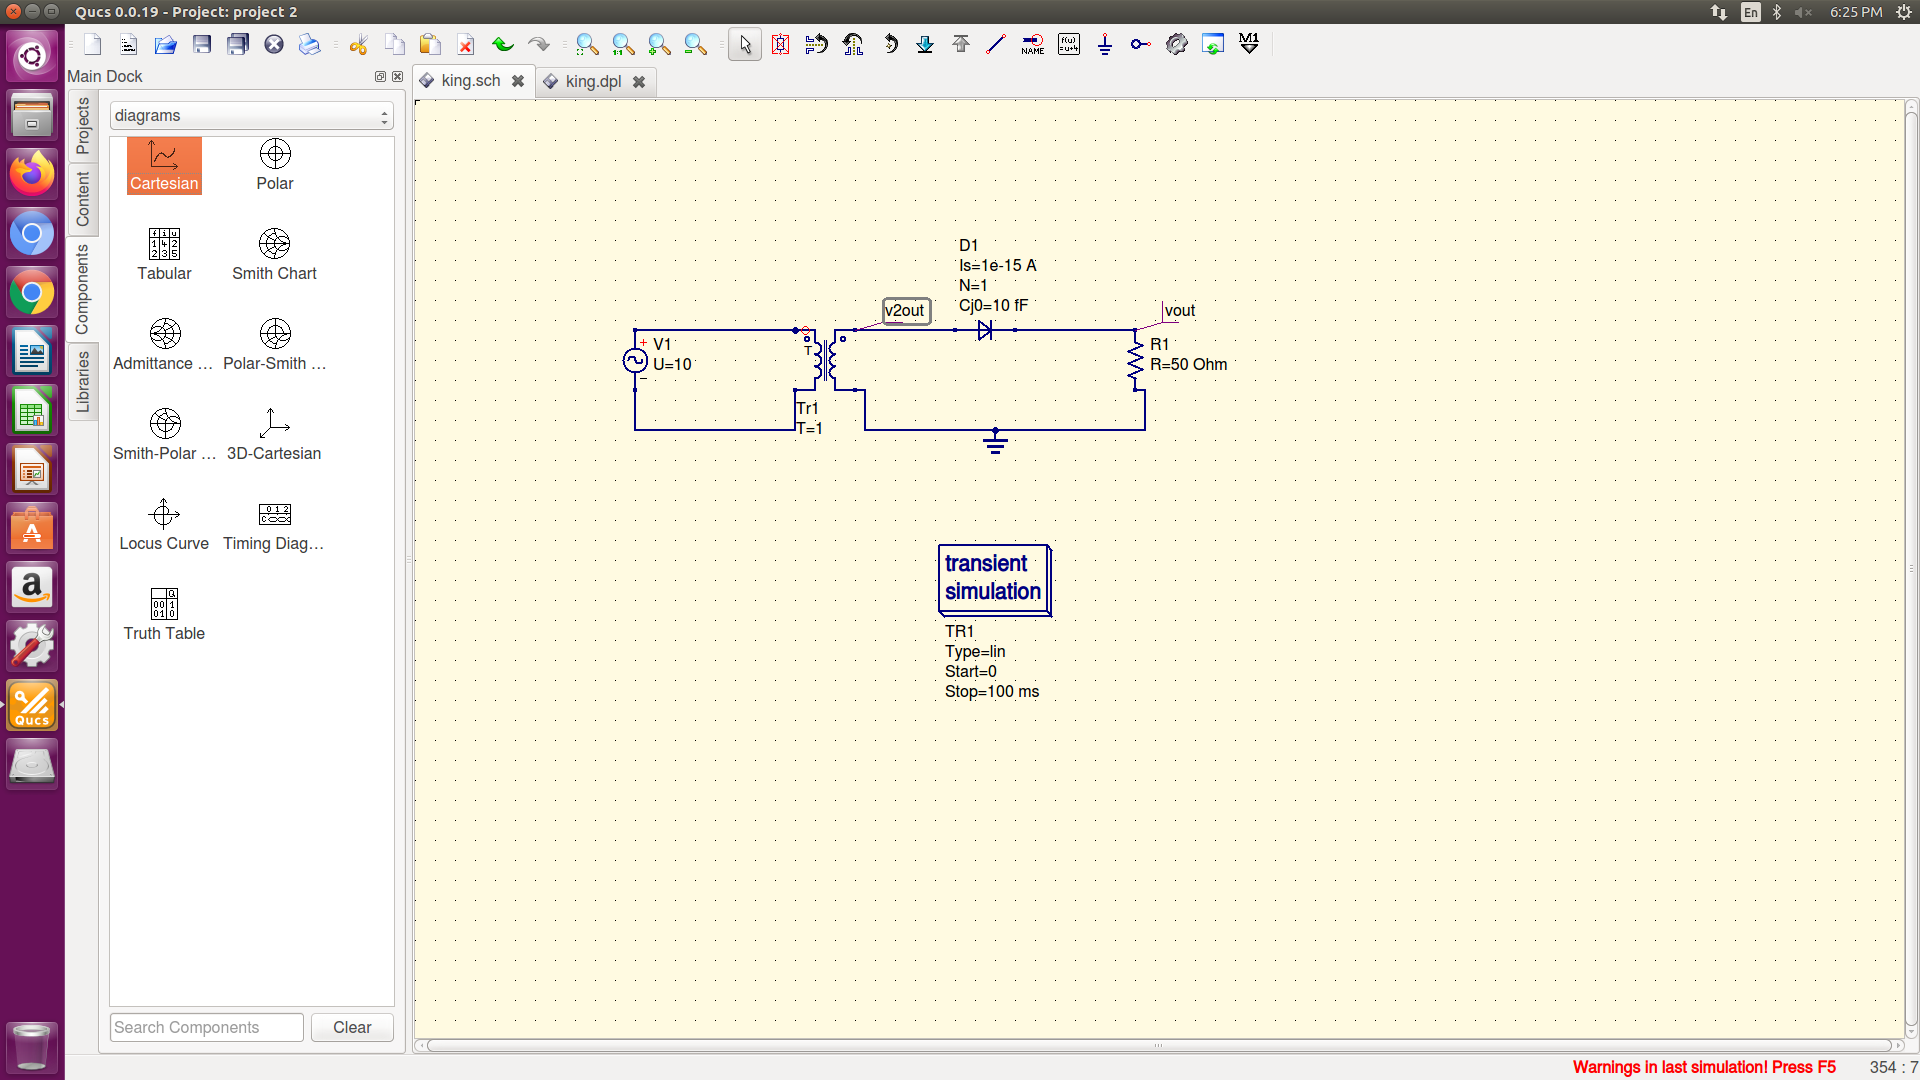 Qucs 0.0.19 - Project: project 2
En
6:25 PM
NAME
M1
Main Dock
king.sch
king.dpl
Projects
Content
Components
Libraries
diagrams
Cartesian
Polar
Tabular
Smith Chart
Admittance ...
Polar-Smith ...
Smith-Polar ...
3D-Cartesian
Locus Curve
Timing Diag...
Truth Table
Search Components
Clear
Qucs
D1
Is=1e-15 A
N=1
Cj0=10 fF
v2out
vout
V1
U=10
T
Tr1
T=1
R1
R=50 Ohm
transient
simulation
TR1
Type=lin
Start=0
Stop=100 ms
Warnings in last simulation! Press F5
354 : 7